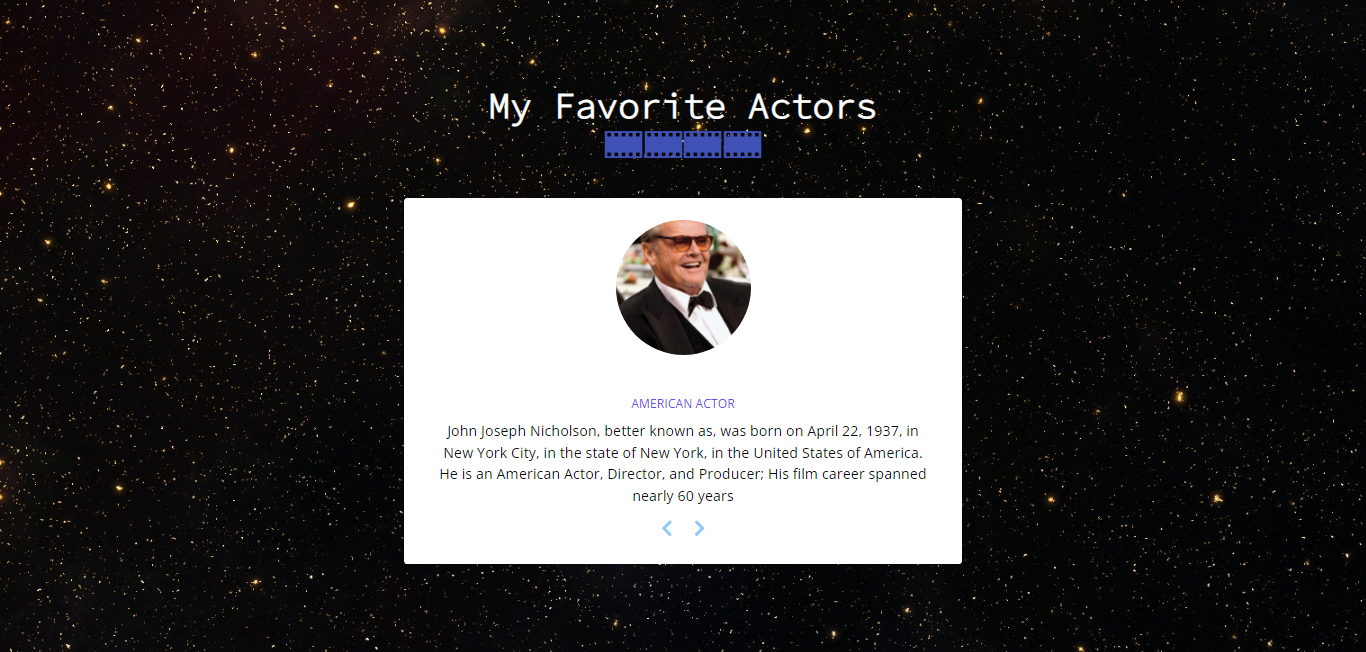 My Favorite Actors
AMERICAN ACTOR
John Joseph Nicholson, better known as, was born on April 22, 1937, in
New York City, in the state of New York, in the United States of America.
He is an American Actor, Director, and Producer; His film career spanned
nearly 60 years